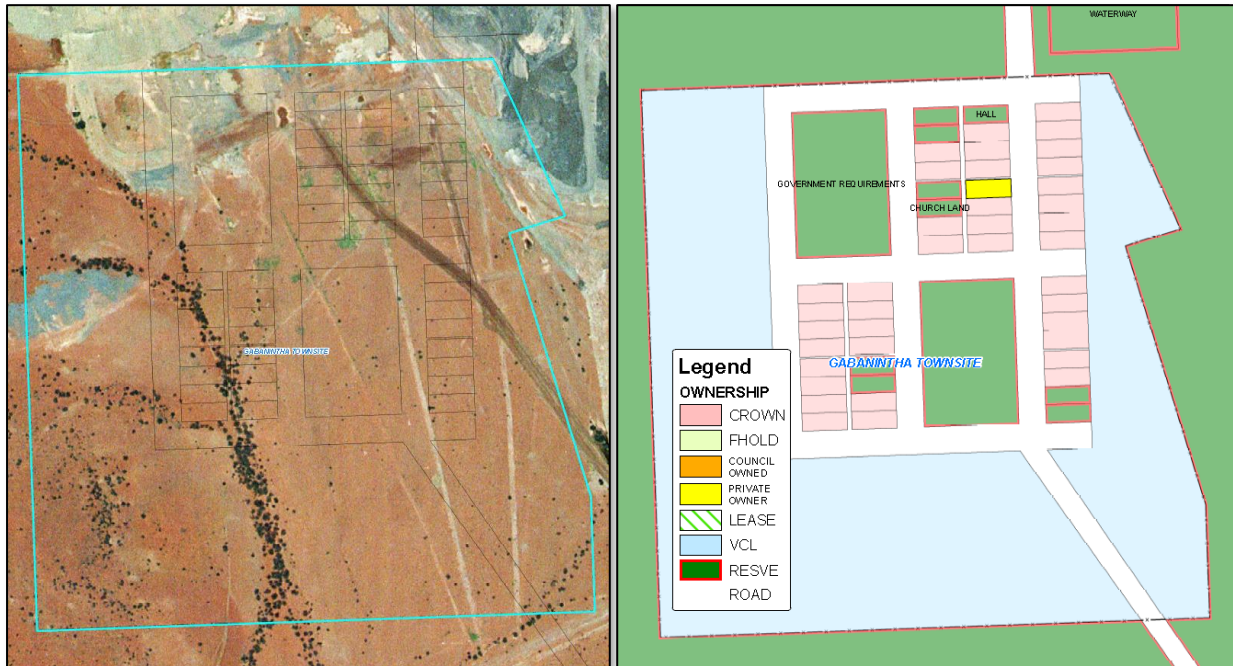 GABANINTHA TOWNSITE
WATERWAY
HALL
GOVERNMENT REQUIREMENTS
CHURCH LAND
GABANINTHA TOWNSITE
Legend
OWNERSHIP
CROWN
FHOLD
COUNCIL
OWNED
PRIVATE
OWNER
LEASE
VCL
RESVE
ROAD